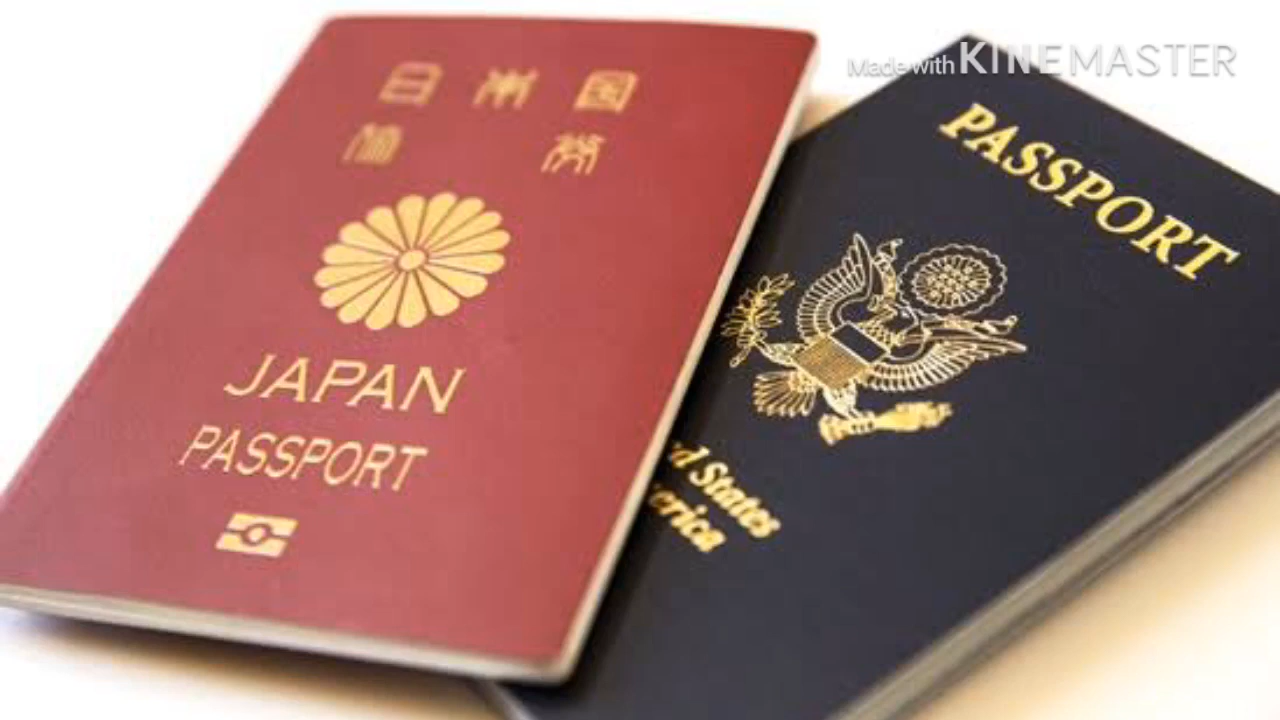 日本国
旅 券
JAPAN
PASSPORT
PASSPORT
d States
erica
Made with KINEMASTER